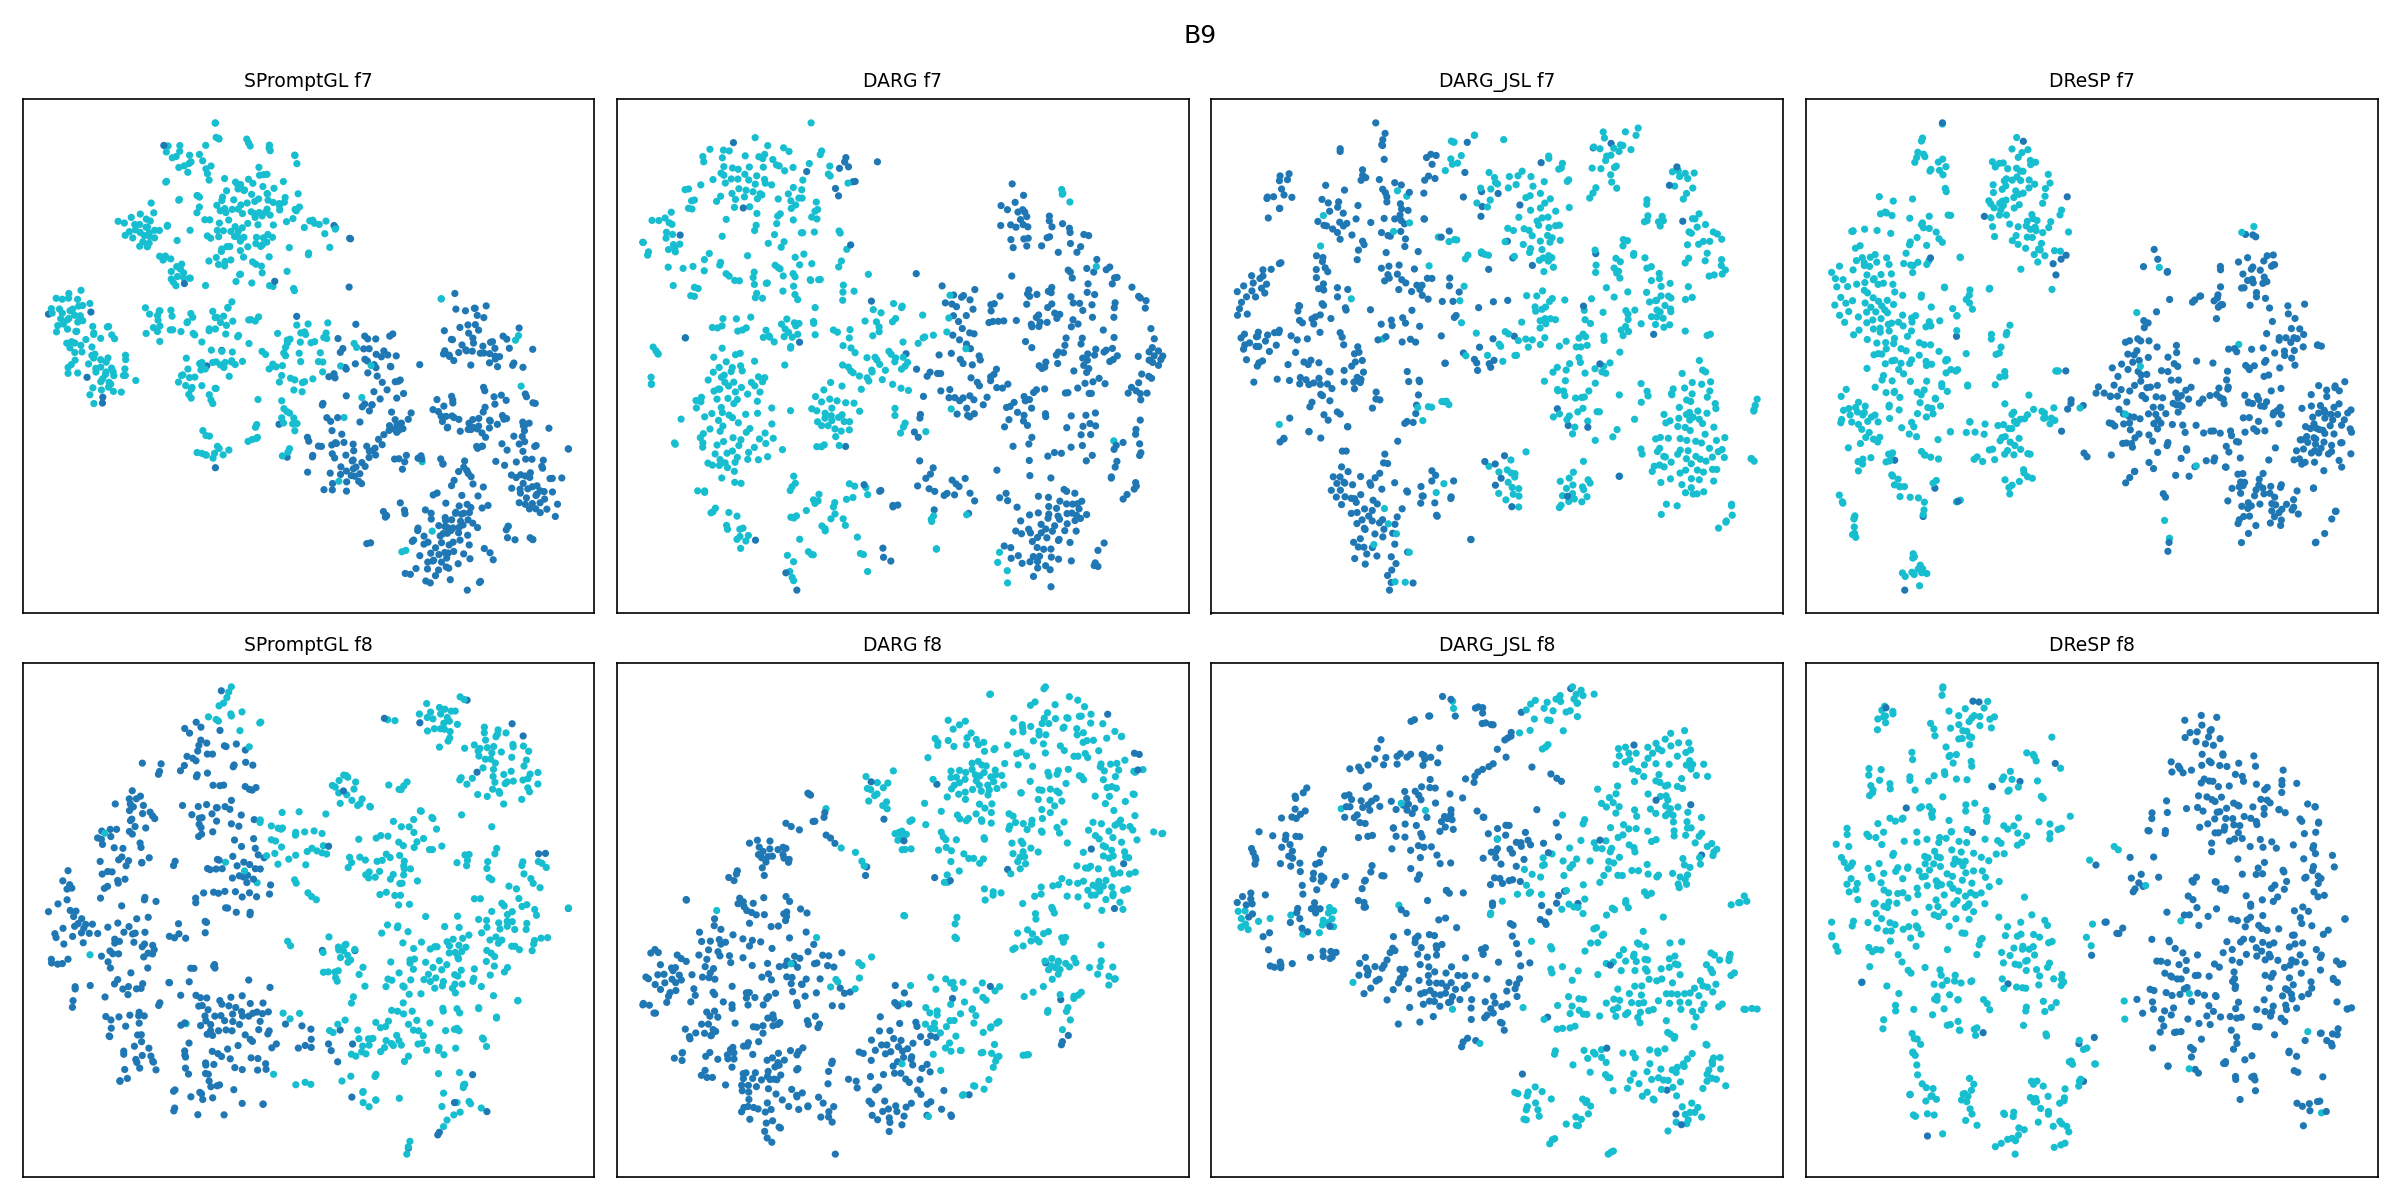 B9
SPromptGL f7
DARG f7
DARG_JSL f7
DReSP f7
SPromptGL f8
DARG f8
DARG_JSL f8
DReSP f8